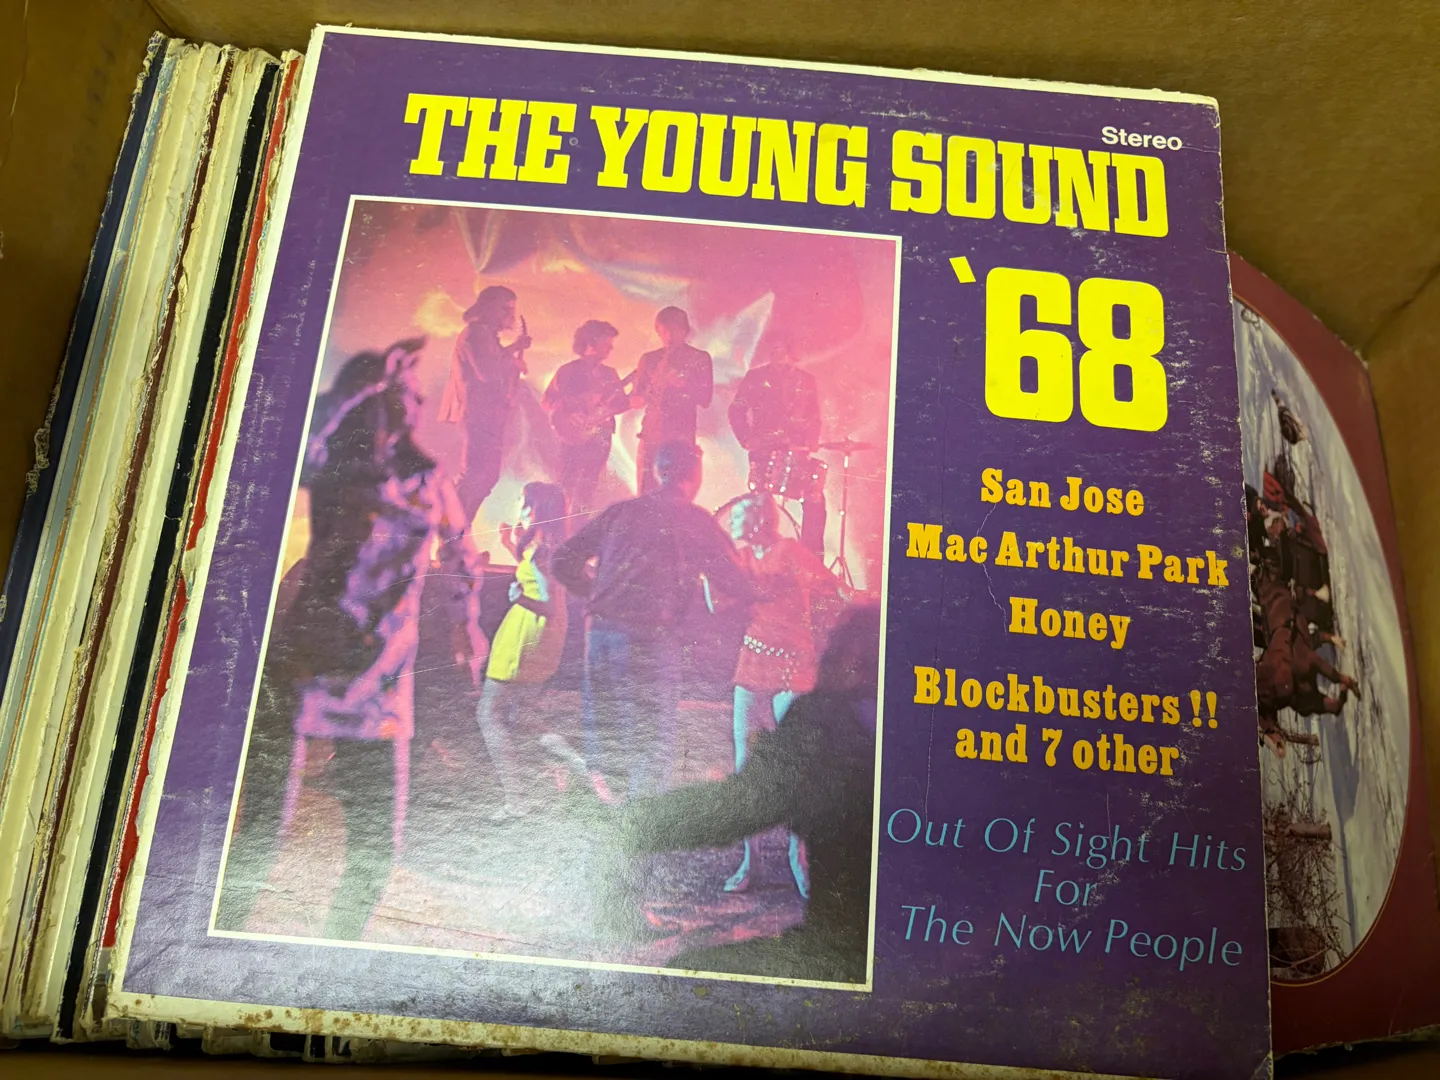 Stereo
THE YOUNG SOUND
‵68
San Jose
Mac Arthur Park
Honey
Blockbusters !!
and 7 other
Out Of Sight Hits
For
The Now People